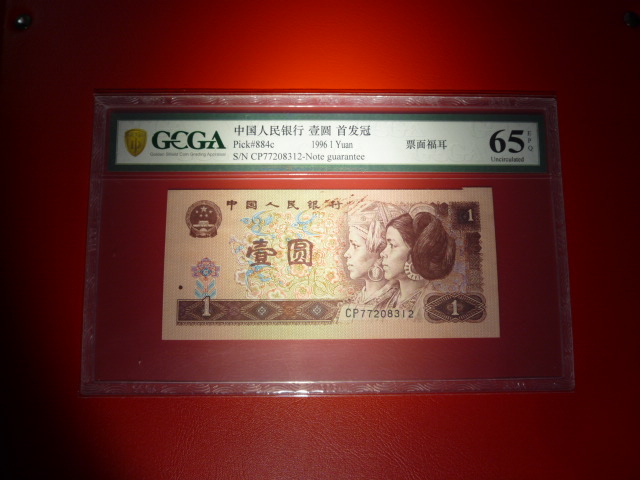 GCGA
中国人民银行 壹圆 首发冠
Pick#884c 1996 1 Yuan
票面福耳
S/N CP77208312-Note guarantee
65 EPQ
Uncirculated
中国人民银行
1
壹圆
1
CP77208312
1